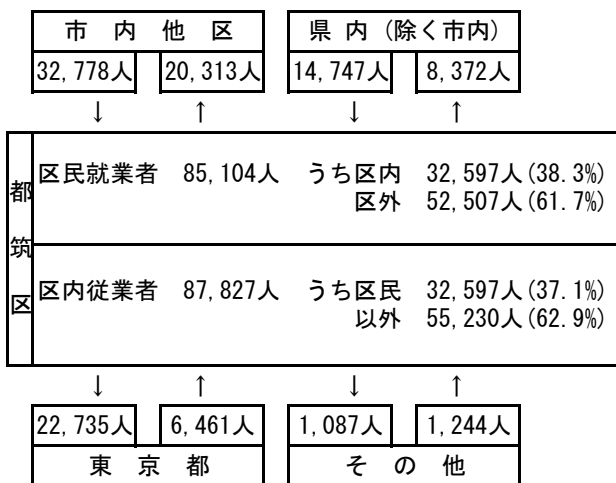 市内他区 県内(除く市内)
32,778人 20,313人 14,747人 8,372人
↓ ↑ ↓ ↑
都筑区
区民就業者 85,104人 うち区内 32,597人(38.3%)
区外 52,507人(61.7%)
区内従業者 87,827人 うち区民 32,597人(37.1%)
以外 55,230人(62.9%)
↓ ↑ ↓ ↑
22,735人 6,461人 1,087人 1,244人
東京都 その他